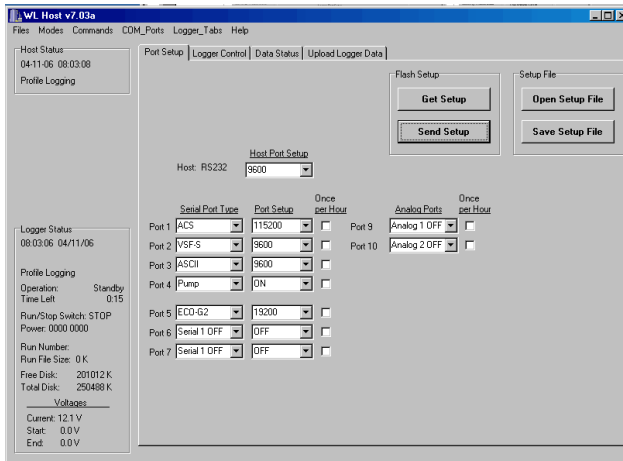 WL Host v7.03a
Files Modes Commands COM_Ports Logger_Tabs Help
Host Status
04-11-06 08:03:08
Profile Logging
Port Setup Logger Control Data Status Upload Logger Data
Flash Setup
Get Setup
Send Setup
Setup File
Open Setup File
Save Setup File
Host Port Setup
Host: RS232 9600
Serial Port Type Port Setup Once per Hour Analog Ports Once per Hour
Port 1 ACS 115200 Port 9 Analog 1 OFF
Port 2 VSF-S 9600 Port 10 Analog 2 OFF
Port 3 ASCII 9600
Port 4 Pump ON
Port 5 ECO-G2 19200
Port 6 Serial 1 OFF OFF
Port 7 Serial 1 OFF OFF
Logger Status
08:03:06 04/11/06
Profile Logging
Operation: Standby
Time Left 0:15
Run/Stop Switch: STOP
Power: 0000 0000
Run Number:
Run File Size: 0 K
Free Disk: 201012 K
Total Disk: 250488 K
Voltages
Current: 12.1 V
Start: 0.0 V
End: 0.0 V